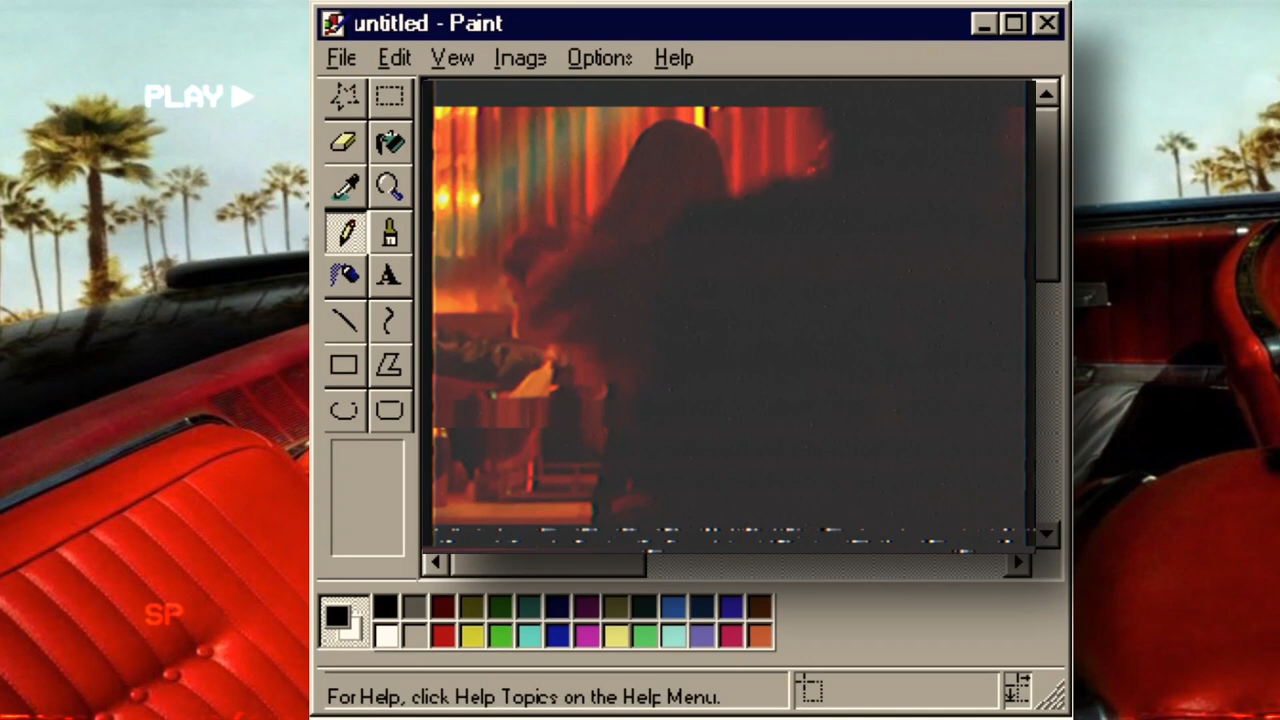 untitled - Paint
File Edit View Image Options Help
PLAY
A
SP
For Help, click Help Topics on the Help Menu.